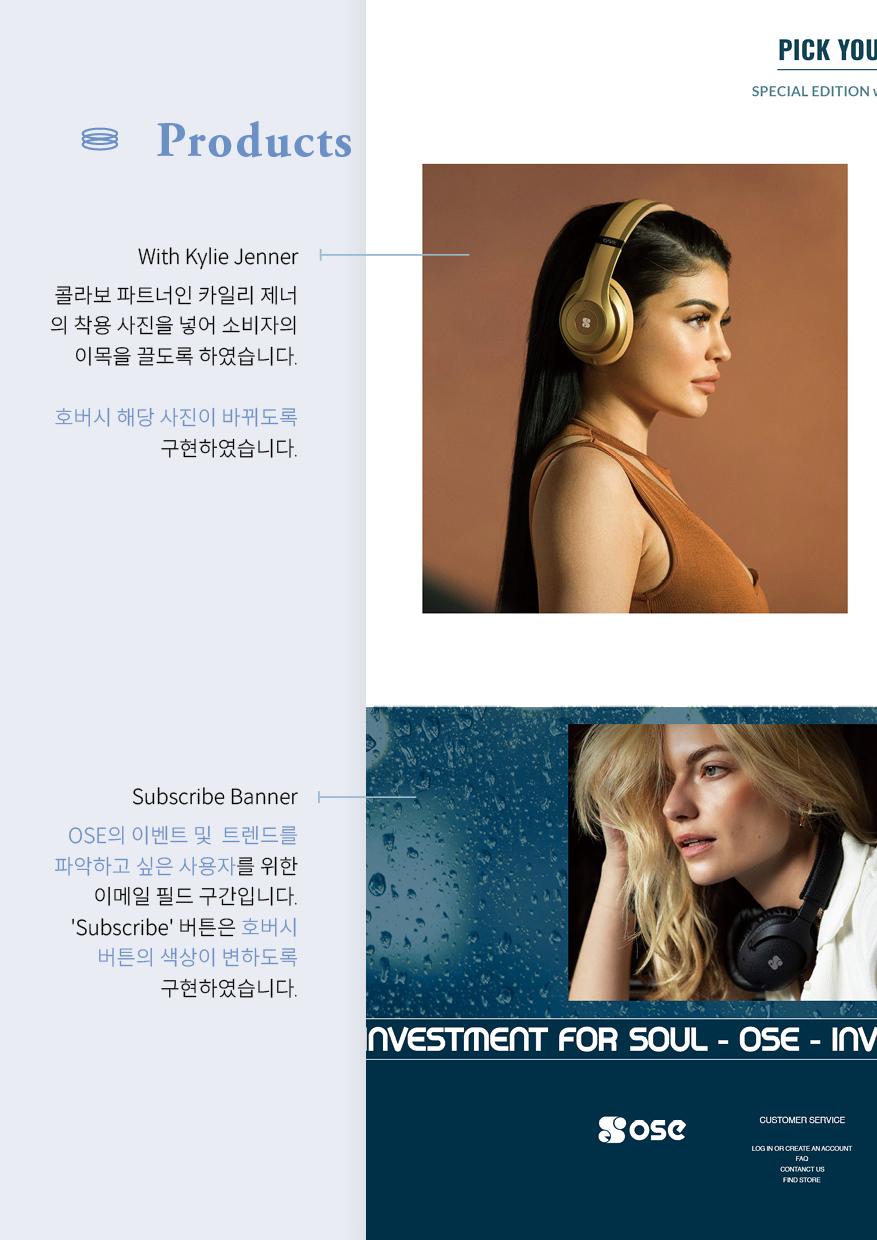 PICK YOU
SPECIAL EDITION
Products
With Kylie Jenner
콜라보 파트너인 카일리 제너
의 착용 사진을 넣어 소비자의
이목을 끌도록 하였습니다.
호버시 해당 사진이 바뀌도록
구현하였습니다.
ose
Subscribe Banner
OSE의 이벤트 및 트렌드를
파악하고 싶은 사용자를 위한
이메일 필드 구간입니다.
'Subscribe' 버튼은 호버시
버튼의 색상이 변하도록
구현하였습니다.
INVESTMENT FOR SOUL - OSE - INV
ose
CUSTOMER SERVICE
LOG IN OR CREATE AN ACCOUNT
FAQ
CONTANCT US
FIND STORE